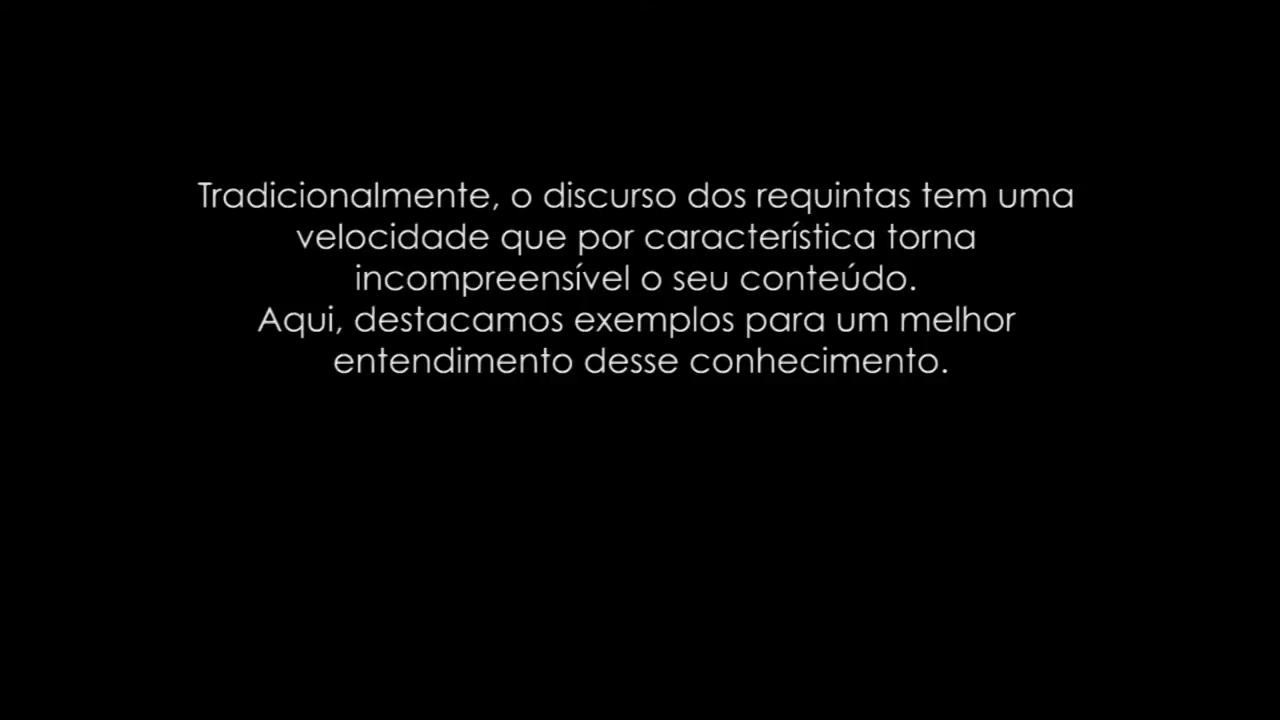 Tradicionalmente, o discurso dos requintas tem uma
velocidade que por característica torna
incompreensível o seu conteúdo.
Aqui, destacamos exemplos para um melhor
entendimento desse conhecimento.